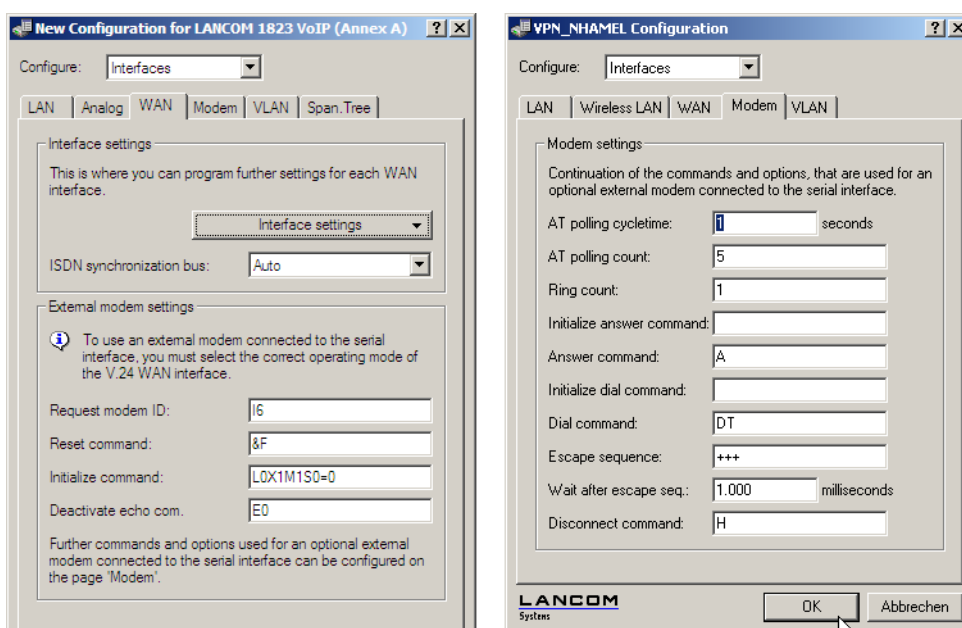 New Configuration for LANCOM 1823 VoIP (Annex A)
Configure: Interfaces
LAN Analog WAN Modem VLAN Span.Tree
Interface settings
This is where you can program further settings for each WAN
interface.
Interface settings
ISDN synchronization bus: Auto
External modem settings
To use an external modem connected to the serial
interface, you must select the correct operating mode of
the V.24 WAN interface.
Request modem ID: I6
Reset command: &F
Initialize command: L0X1M1S0=0
Deactivate echo com. E0
Further commands and options used for an optional external
modem connected to the serial interface can be configured on
the page 'Modem'.
VPN_NHAMEL Configuration
Configure: Interfaces
LAN Wireless LAN WAN Modem VLAN
Modem settings
Continuation of the commands and options, that are used for an
optional external modem connected to the serial interface.
AT polling cycletime: 1 seconds
AT polling count: 5
Ring count: 1
Initialize answer command:
Answer command: A
Initialize dial command:
Dial command: DT
Escape sequence: +++
Wait after escape seq.: 1.000 milliseconds
Disconnect command: H
LANCOM
Systems
OK Abbrechen